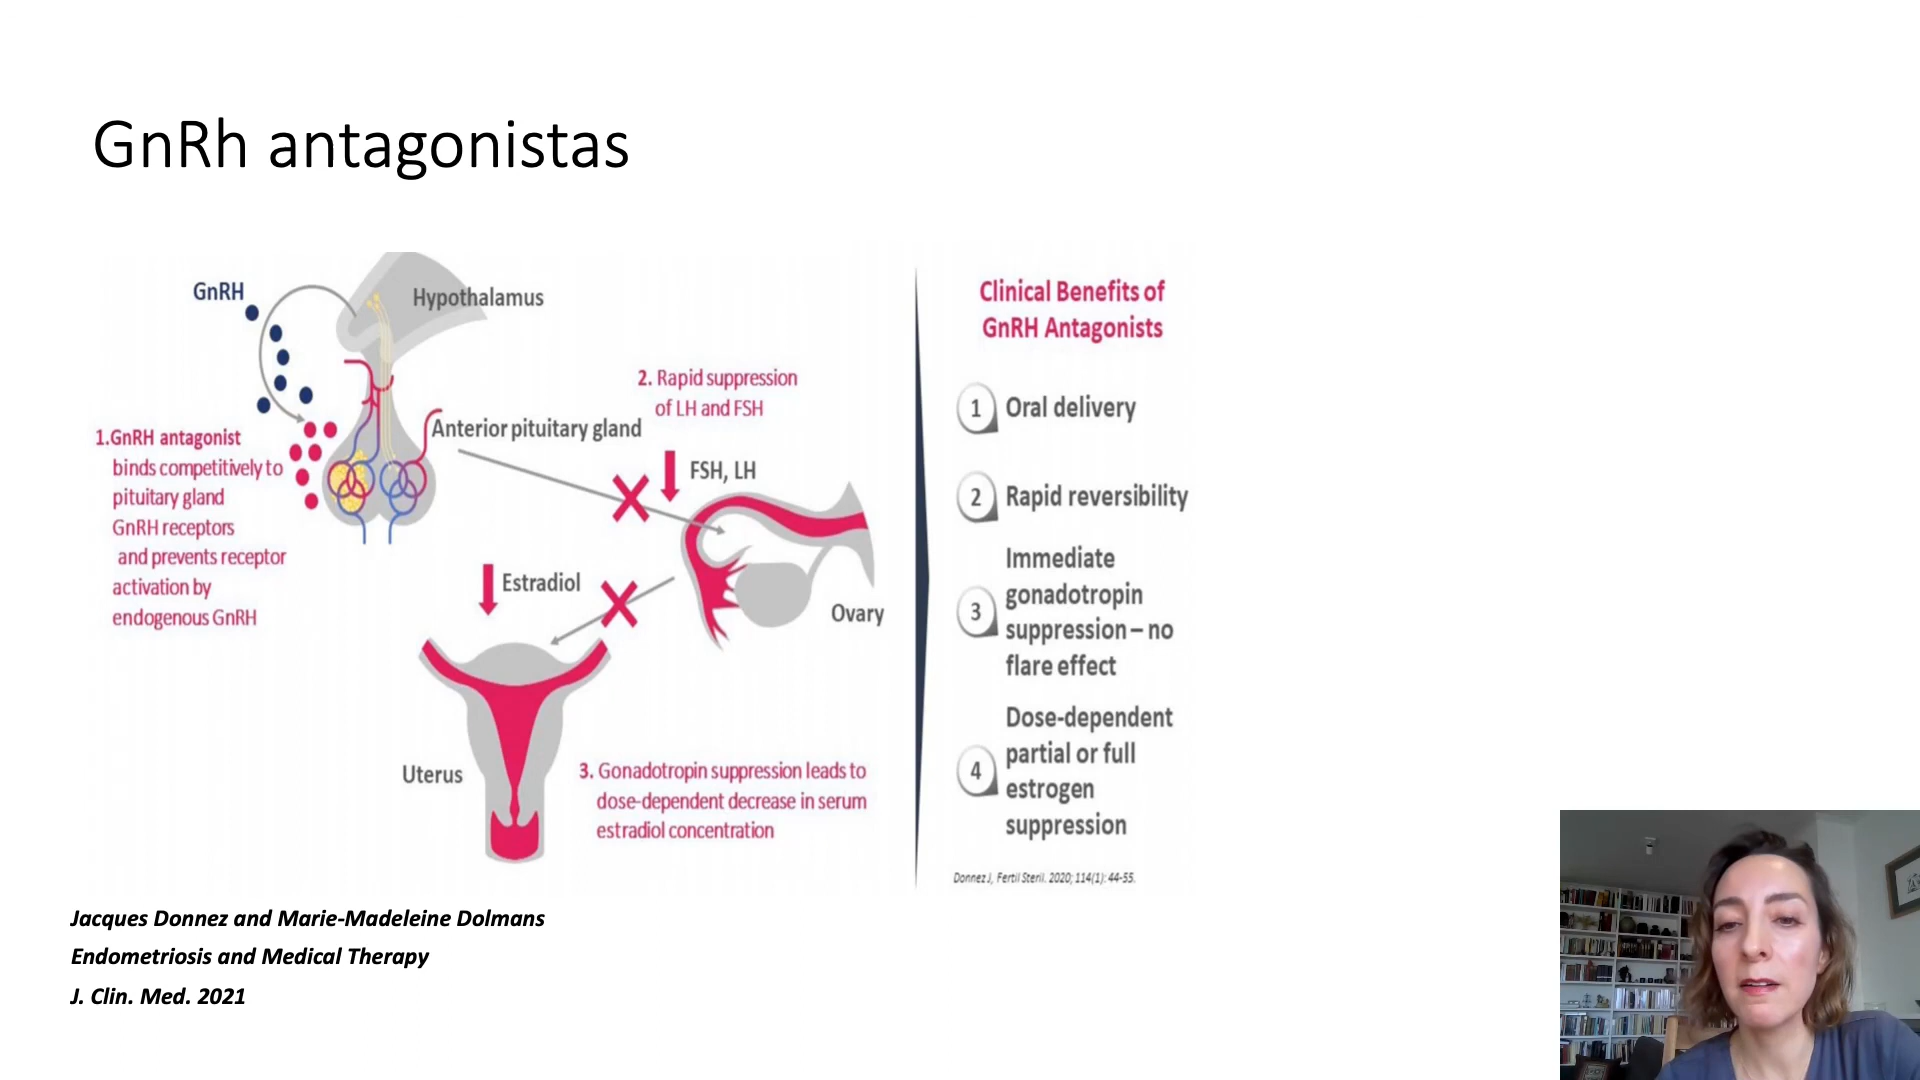 GnRh antagonistas
GnRH
Hypothalamus
2. Rapid suppression
of LH and FSH
Anterior pituitary gland
1.GnRH antagonist
binds competitively to
pituitary gland
GnRH receptors
and prevents receptor
activation by
endogenous GnRH
FSH, LH
Estradiol
Ovary
Uterus
3. Gonadotropin suppression leads to
dose-dependent decrease in serum
estradiol concentration
Clinical Benefits of
GnRH Antagonists
1 Oral delivery
2 Rapid reversibility
Immediate
gonadotropin
3 suppression – no
flare effect
Dose-dependent
partial or full
4 estrogen
suppression
Donnez J, Fertil Steril. 2020; 114(1): 44-55.
Jacques Donnez and Marie-Madeleine Dolmans
Endometriosis and Medical Therapy
J. Clin. Med. 2021